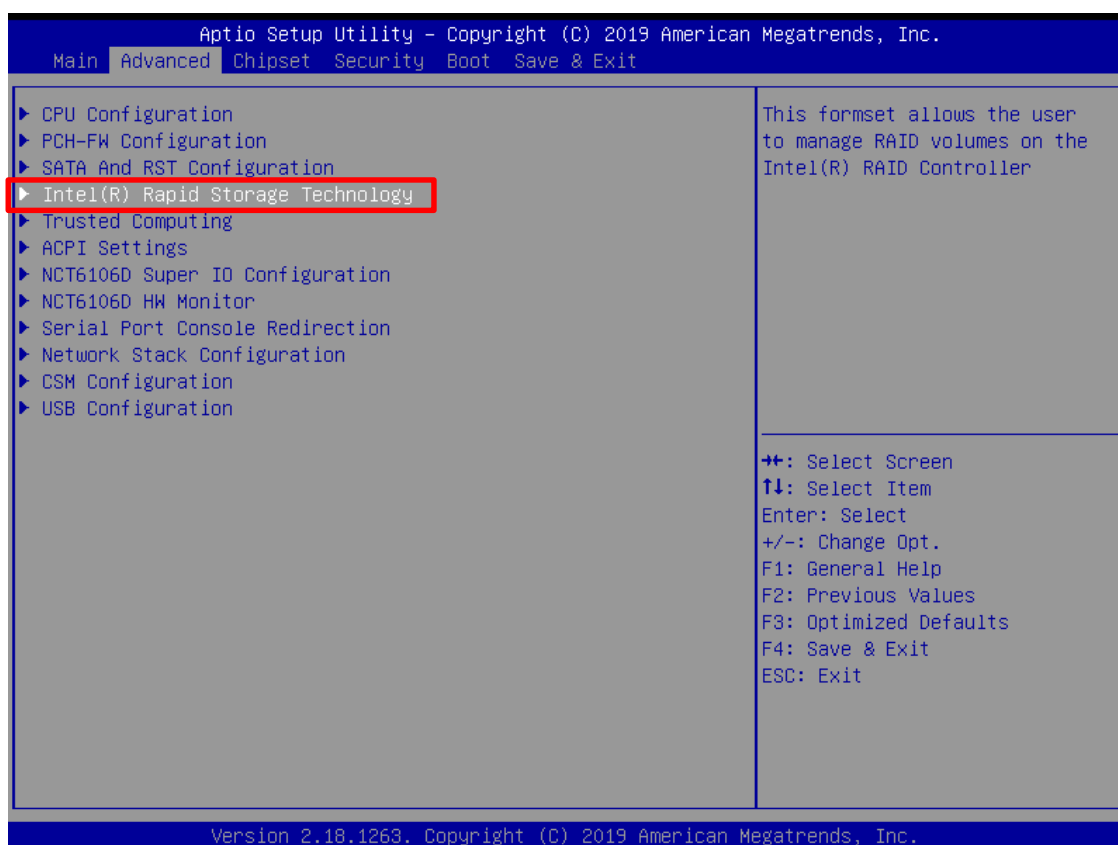 Aptio Setup Utility – Copyright (C) 2019 American Megatrends, Inc.
Main Advanced Chipset Security Boot Save & Exit
► CPU Configuration
► PCH-FW Configuration
► SATA And RST Configuration
► Intel(R) Rapid Storage Technology
► Trusted Computing
► ACPI Settings
► NCT6106D Super IO Configuration
► NCT6106D HW Monitor
► Serial Port Console Redirection
► Network Stack Configuration
► CSM Configuration
► USB Configuration
This formset allows the user
to manage RAID volumes on the
Intel(R) RAID Controller
→←: Select Screen
↑↓: Select Item
Enter: Select
+/-: Change Opt.
F1: General Help
F2: Previous Values
F3: Optimized Defaults
F4: Save & Exit
ESC: Exit
Version 2.18.1263. Copyright (C) 2019 American Megatrends, Inc.